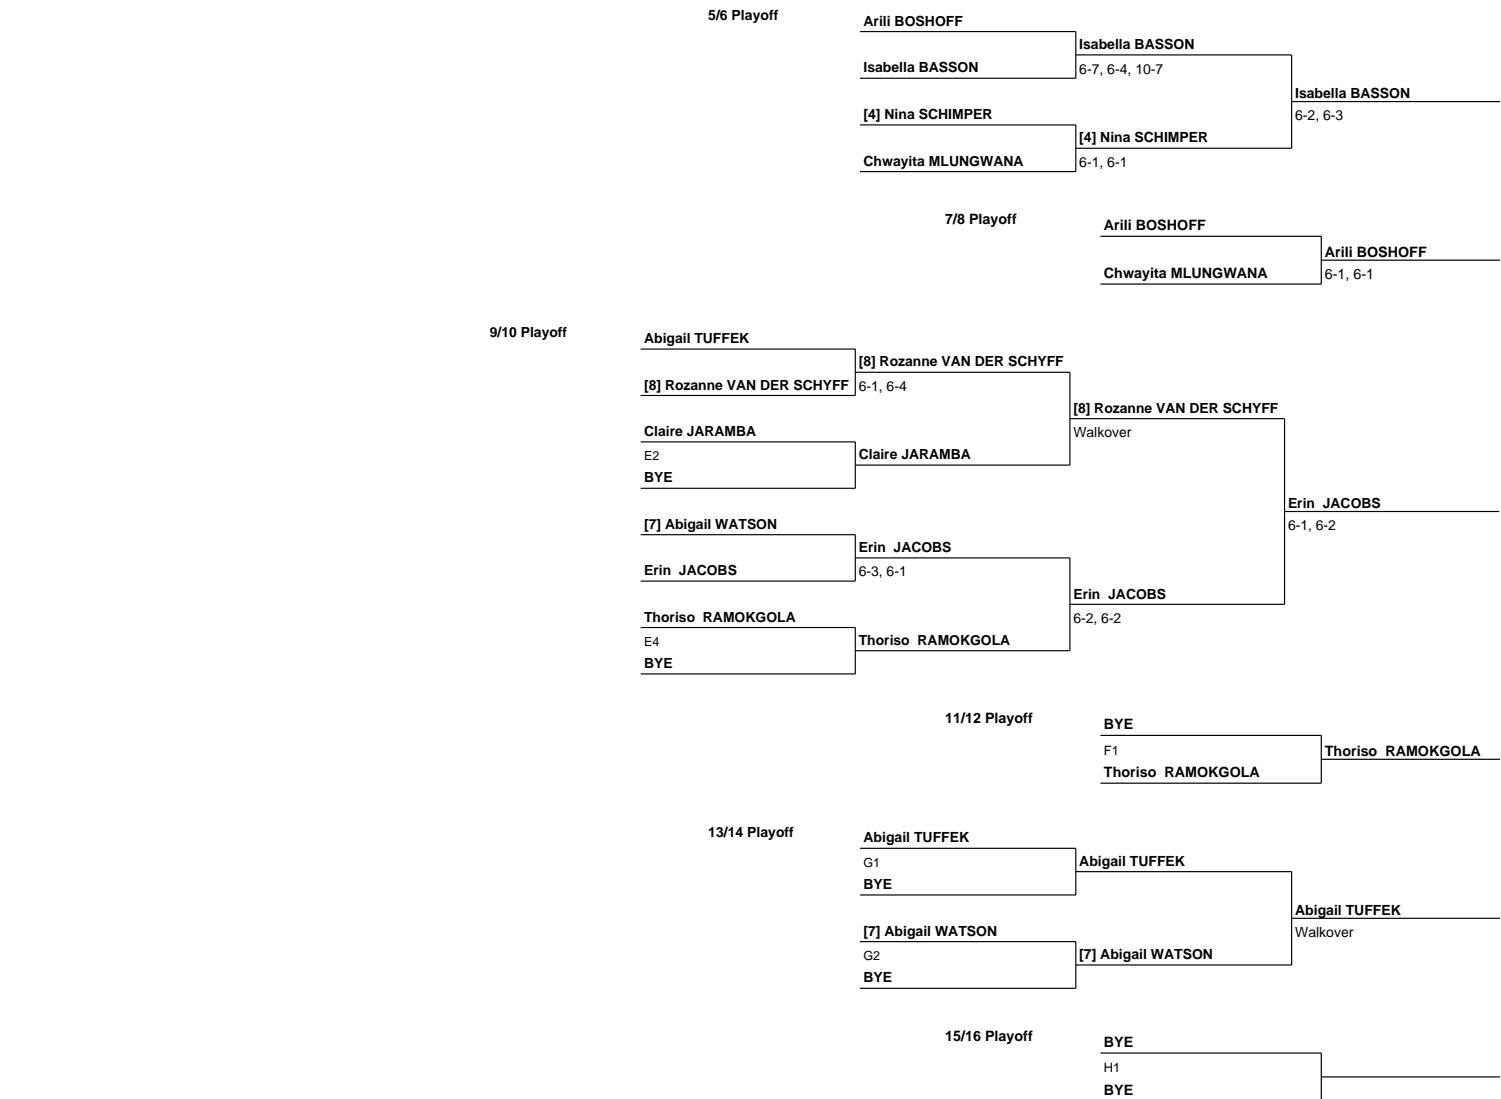 5/6 Playoff
Arili BOSHOFF
Isabella BASSON
Isabella BASSON
6-7, 6-4, 10-7
Isabella BASSON
6-2, 6-3
[4] Nina SCHIMPER
[4] Nina SCHIMPER
Chwayita MLUNGWANA
6-1, 6-1
7/8 Playoff
Arili BOSHOFF
Arili BOSHOFF
Chwayita MLUNGWANA
6-1, 6-1
9/10 Playoff
Abigail TUFFEK
[8] Rozanne VAN DER SCHYFF
[8] Rozanne VAN DER SCHYFF
6-1, 6-4
[8] Rozanne VAN DER SCHYFF
Walkover
Claire JARAMBA
E2
Claire JARAMBA
BYE
Erin JACOBS
6-1, 6-2
[7] Abigail WATSON
Erin JACOBS
Erin JACOBS
6-3, 6-1
Erin JACOBS
6-2, 6-2
Thoriso RAMOKGOLA
E4
Thoriso RAMOKGOLA
BYE
11/12 Playoff
BYE
F1
Thoriso RAMOKGOLA
Thoriso RAMOKGOLA
13/14 Playoff
Abigail TUFFEK
G1
Abigail TUFFEK
BYE
Abigail TUFFEK
Walkover
[7] Abigail WATSON
G2
[7] Abigail WATSON
BYE
15/16 Playoff
BYE
H1
BYE